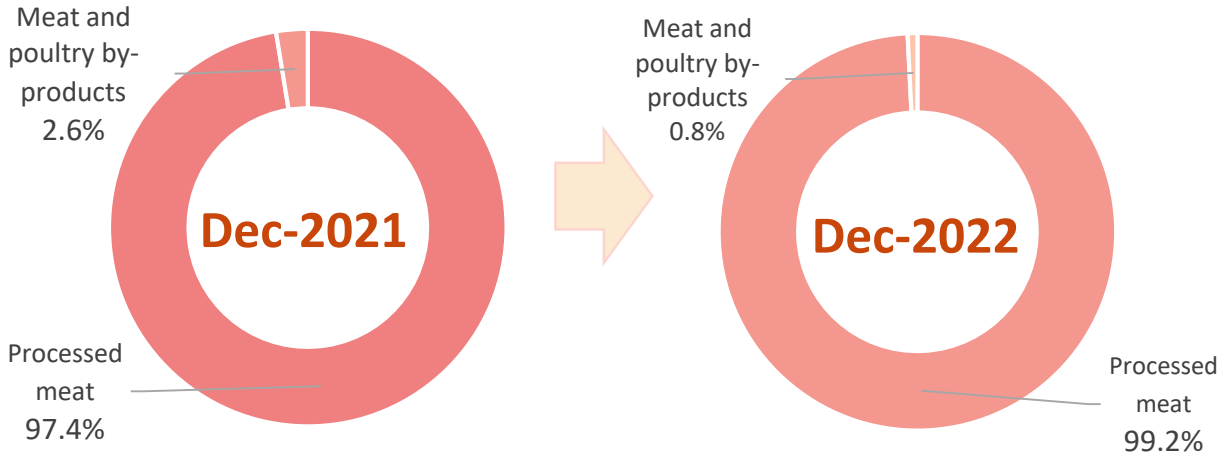 Meat and
poultry by-
products
2.6%
Dec-2021
Processed
meat
97.4%
Meat and
poultry by-
products
0.8%
Dec-2022
Processed
meat
99.2%